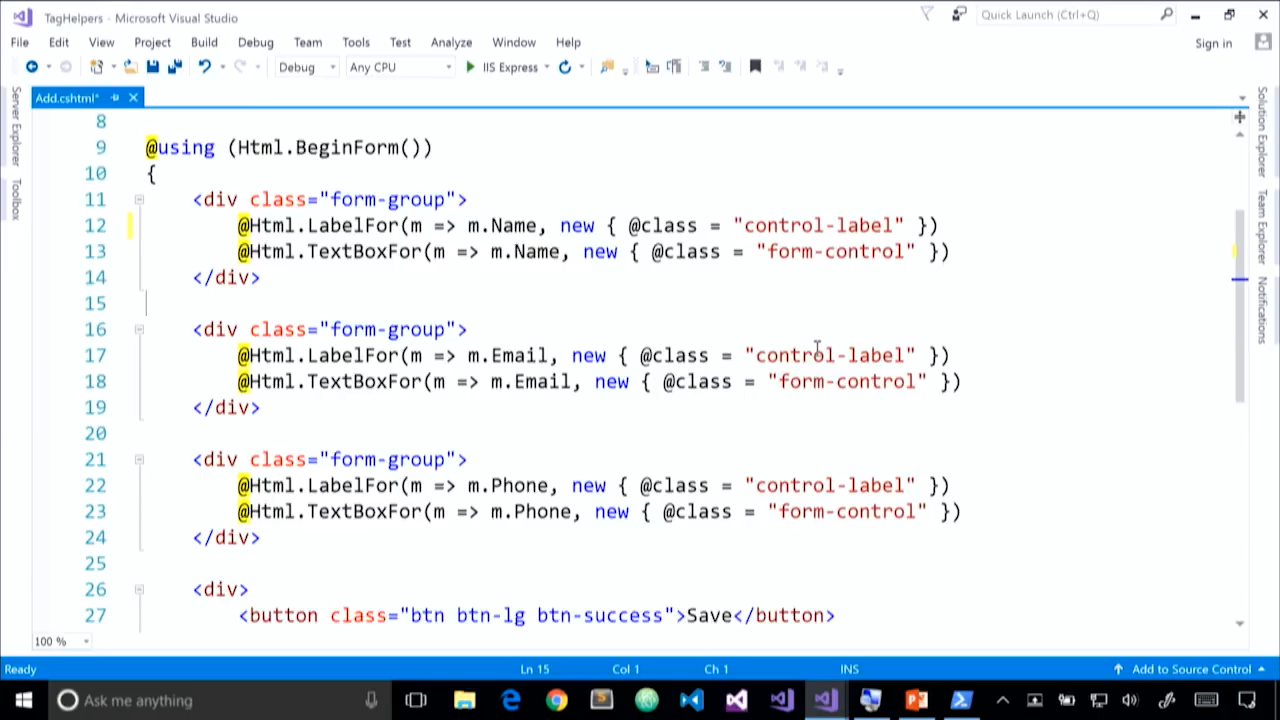 TagHelpers - Microsoft Visual Studio
Quick Launch (Ctrl+Q)
File Edit View Project Build Debug Team Tools Test Analyze Window Help
Sign in
Debug Any CPU IIS Express
Server Explorer
Toolbox
Add.cshtml*
8
9 @using (Html.BeginForm())
10 {
11 <div class="form-group">
12 @Html.LabelFor(m => m.Name, new { @class = "control-label" })
13 @Html.TextBoxFor(m => m.Name, new { @class = "form-control" })
14 </div>
15
16 <div class="form-group">
17 @Html.LabelFor(m => m.Email, new { @class = "control-label" })
18 @Html.TextBoxFor(m => m.Email, new { @class = "form-control" })
19 </div>
20
21 <div class="form-group">
22 @Html.LabelFor(m => m.Phone, new { @class = "control-label" })
23 @Html.TextBoxFor(m => m.Phone, new { @class = "form-control" })
24 </div>
25
26 <div>
27 <button class="btn btn-lg btn-success">Save</button>
Solution Explorer
Team Explorer
Notifications
100 %
Ready Ln 15 Col 1 Ch 1 INS Add to Source Control
Ask me anything